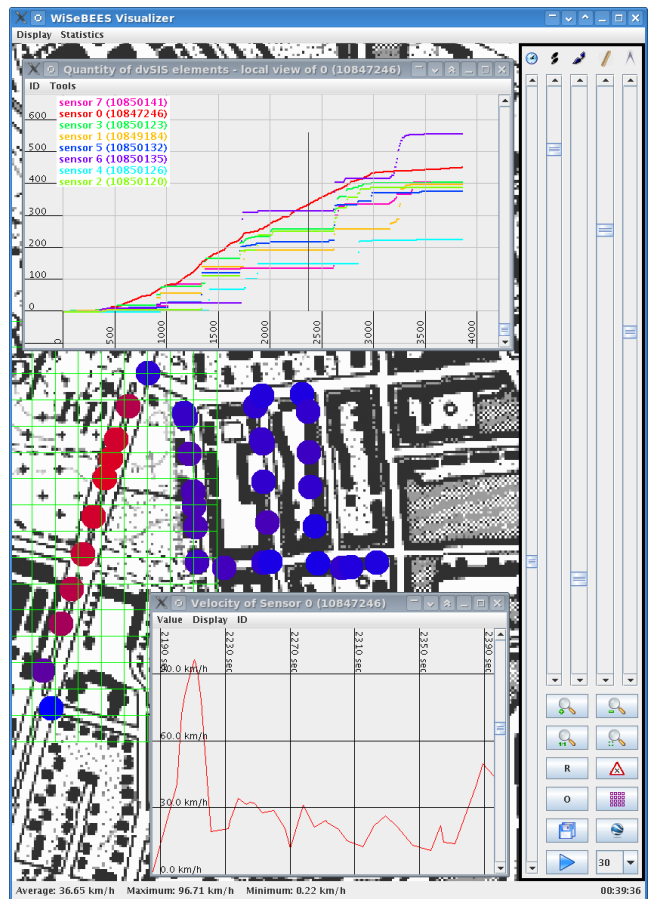 WiSeBEES Visualizer
Display Statistics
Quantity of dvSIS elements - local view of 0 (10847246)
ID Tools
sensor 7 (10850141)
sensor 0 (10847246)
sensor 3 (10850123)
sensor 1 (10849184)
sensor 5 (10850132)
sensor 6 (10850135)
sensor 4 (10850126)
sensor 2 (10850120)
600
500
400
300
200
100
0
0 500 1000 1500 2000 2500 3000 3500 4000
Velocity of Sensor 0 (10847246)
Value Display ID
2190 sec 2230 sec 2270 sec 2310 sec 2350 sec 2390 sec
90.0 km/h
60.0 km/h
30.0 km/h
0.0 km/h
R
O
30
Average: 36.65 km/h Maximum: 96.71 km/h Minimum: 0.22 km/h 00:39:36